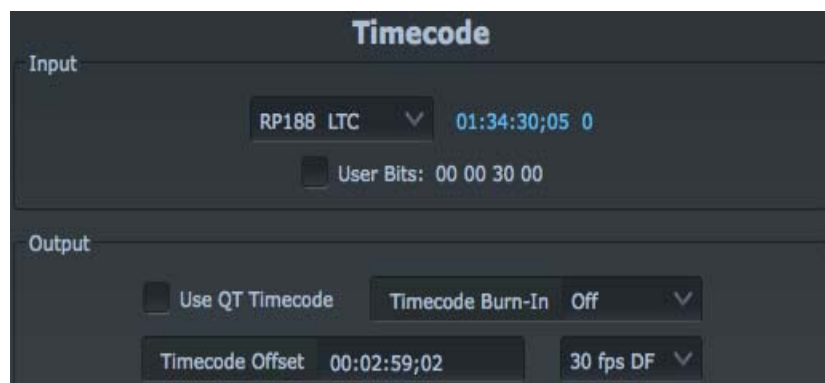 Timecode
Input
RP188 LTC 01:34:30;05 0
User Bits: 00 00 30 00
Output
Use QT Timecode Timecode Burn-In Off
Timecode Offset 00:02:59;02 30 fps DF